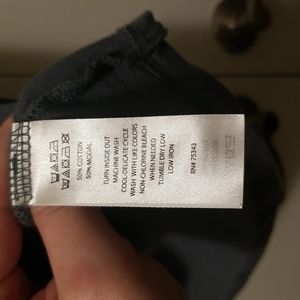 50% COTTON
50% MODAL
TURN INSIDE OUT
MACHINE WASH
COOL-DELICATE CYCLE
WASH WITH LIKE COLORS
NON-CHLORINE BLEACH
WHEN NEEDED
TUMBLE DRY LOW
LOW IRON
RN# 75343